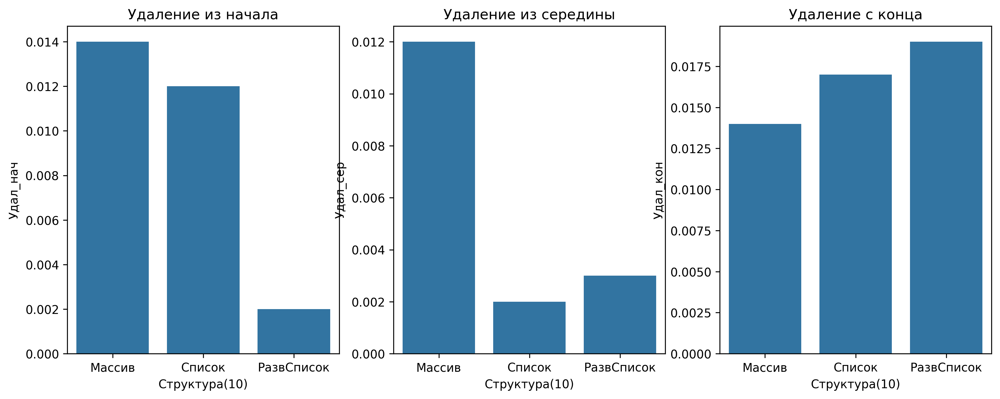 Удаление из начала
Удал_нач
0.014
0.012
0.010
0.008
0.006
0.004
0.002
0.000
Массив Список РазвСписок
Структура(10)
Удаление из середины
Удал_сер
0.012
0.010
0.008
0.006
0.004
0.002
0.000
Массив Список РазвСписок
Структура(10)
Удаление с конца
Удал_кон
0.0175
0.0150
0.0125
0.0100
0.0075
0.0050
0.0025
0.0000
Массив Список РазвСписок
Структура(10)